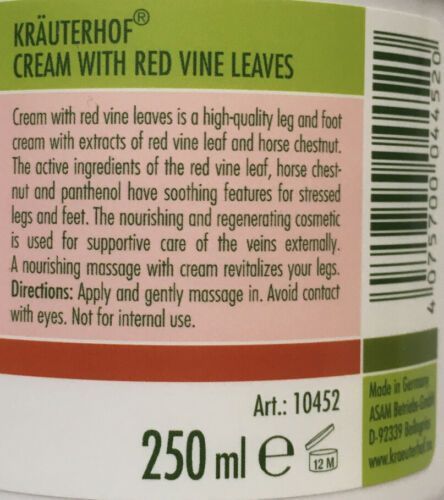 KRÄUTERHOF®
CREAM WITH RED VINE LEAVES
Cream with red vine leaves is a high-quality leg and foot
cream with extracts of red vine leaf and horse chestnut.
The active ingredients of the red vine leaf, horse chest-
nut and panthenol have soothing features for stressed
legs and feet. The nourishing and regenerating cosmetic
is used for supportive care of the veins externally.
A nourishing massage with cream revitalizes your legs.
Directions: Apply and gently massage in. Avoid contact
with eyes. Not for internal use.
4 075700 044520
Art.: 10452
250 ml e
12 M
Made in Germany
ASAM Betriebs-GmbH
D-92339 Beilngries
www.kraeuterhof.